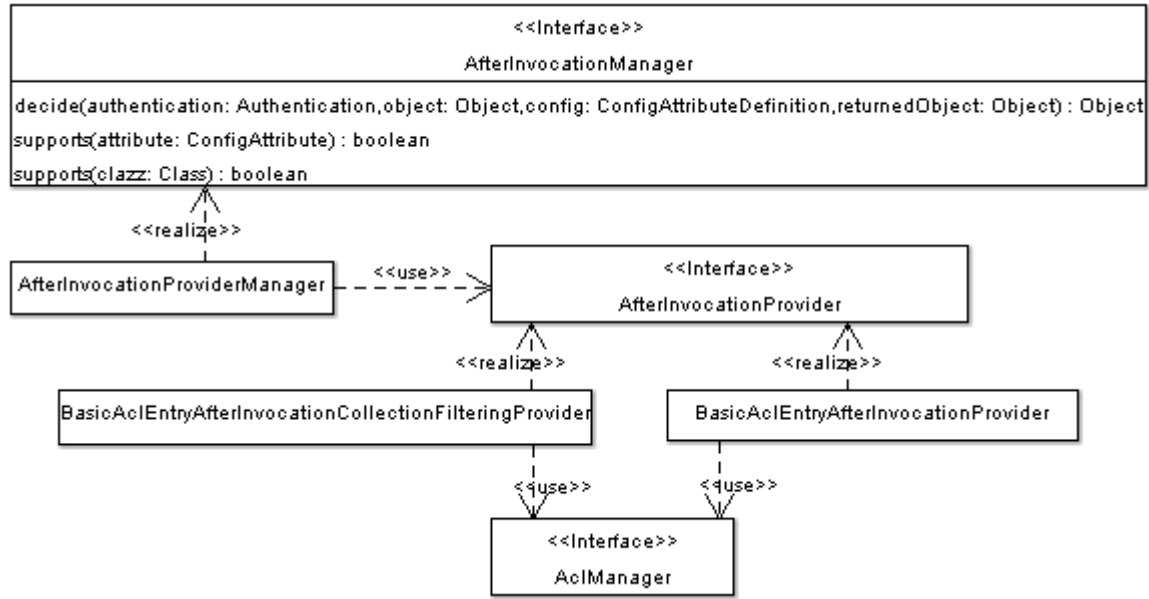 <<Interface>>
AfterInvocationManager
decide(authentication: Authentication,object: Object,config: ConfigAttributeDefinition,returnedObject: Object) : Object
supports(attribute: ConfigAttribute) : boolean
supports(clazz: Class) : boolean
<<realize>>
AfterInvocationProviderManager
<<use>>
<<Interface>>
AfterInvocationProvider
<<realize>>
<<realize>>
BasicAclEntryAfterInvocationCollectionFilteringProvider
BasicAclEntryAfterInvocationProvider
<<use>>
<<use>>
<<Interface>>
AclManager